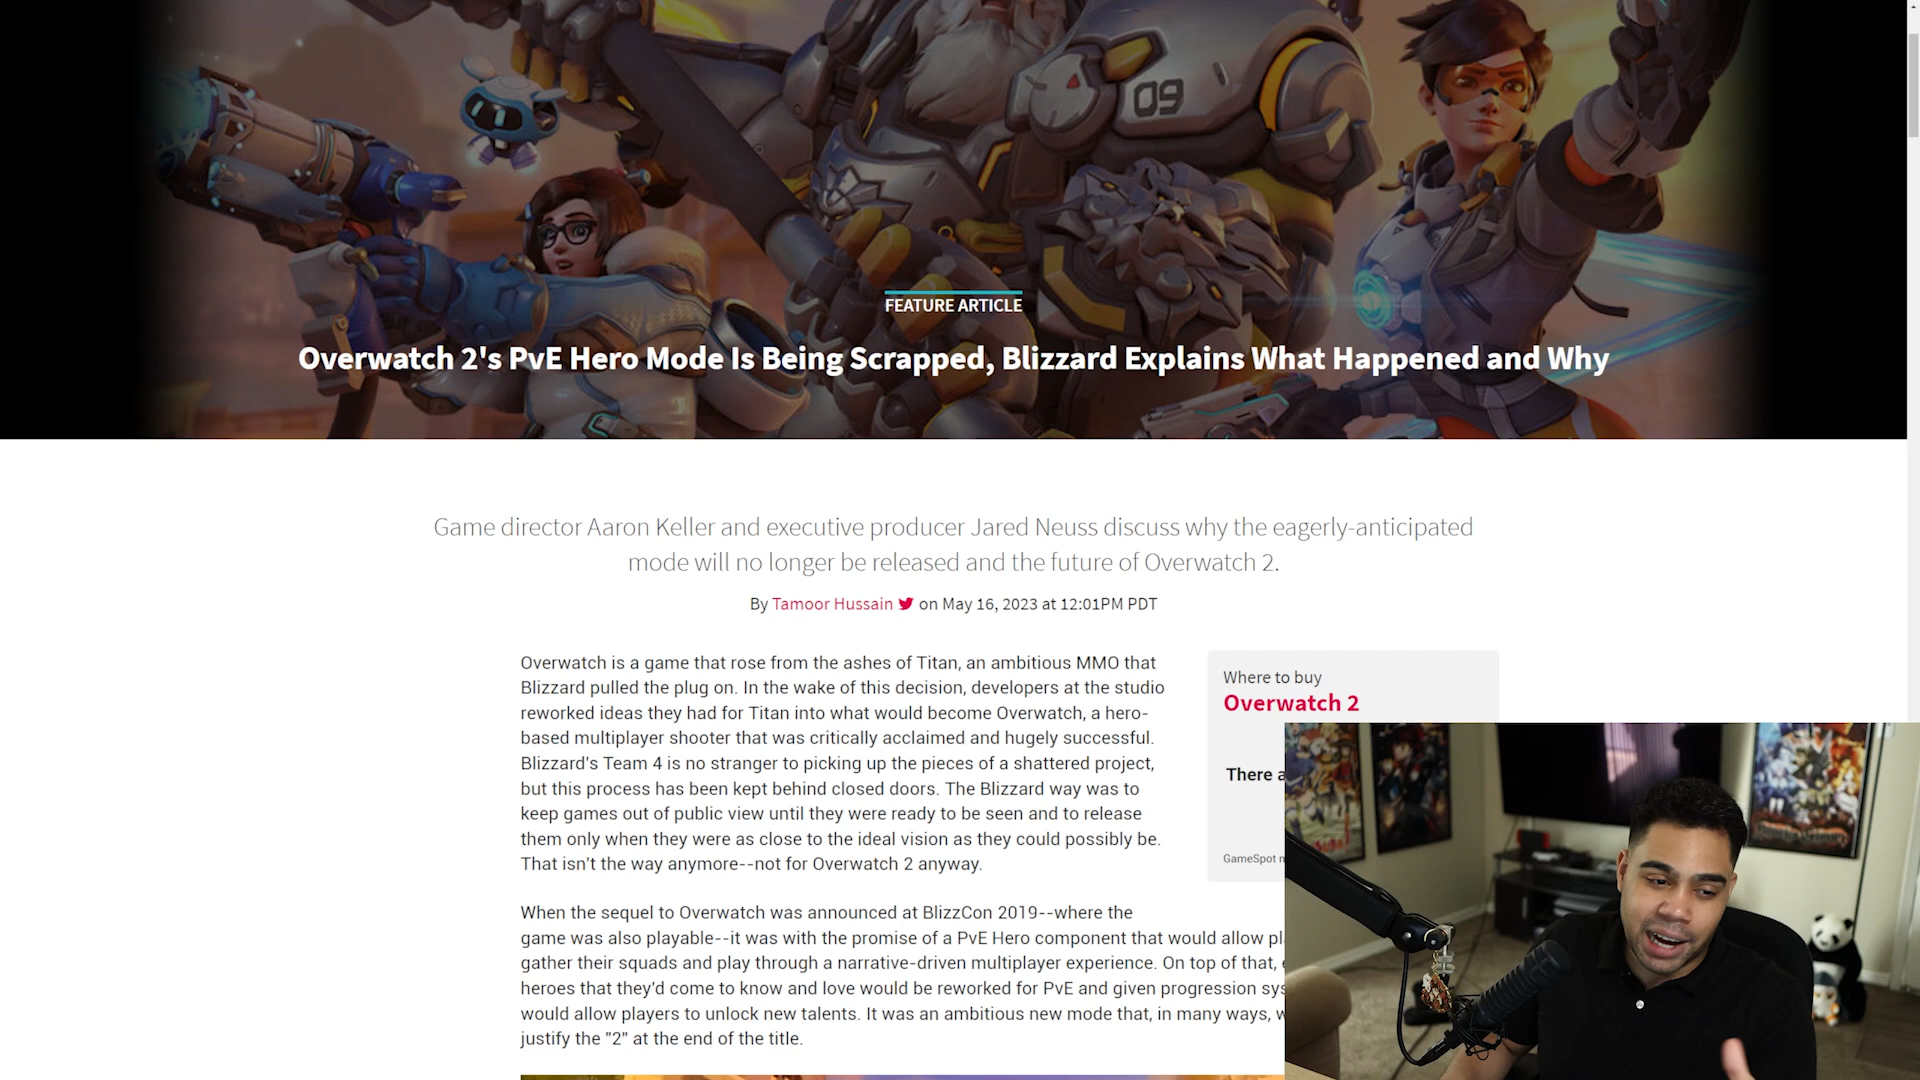 09
FEATURE ARTICLE
Overwatch 2's PvE Hero Mode Is Being Scrapped, Blizzard Explains What Happened and Why
Game director Aaron Keller and executive producer Jared Neuss discuss why the eagerly-anticipated
mode will no longer be released and the future of Overwatch 2.
By Tamoor Hussain on May 16, 2023 at 12:01PM PDT
Overwatch is a game that rose from the ashes of Titan, an ambitious MMO that
Blizzard pulled the plug on. In the wake of this decision, developers at the studio
reworked ideas they had for Titan into what would become Overwatch, a hero-
based multiplayer shooter that was critically acclaimed and hugely successful.
Blizzard's Team 4 is no stranger to picking up the pieces of a shattered project,
but this process has been kept behind closed doors. The Blizzard way was to
keep games out of public view until they were ready to be seen and to release
them only when they were as close to the ideal vision as they could possibly be.
That isn't the way anymore--not for Overwatch 2 anyway.
Where to buy
Overwatch 2
There a
GameSpot
When the sequel to Overwatch was announced at BlizzCon 2019--where the
game was also playable--it was with the promise of a PvE Hero component that would allow pl
gather their squads and play through a narrative-driven multiplayer experience. On top of that,
heroes that they'd come to know and love would be reworked for PvE and given progression sys
would allow players to unlock new talents. It was an ambitious new mode that, in many ways,
justify the "2" at the end of the title.